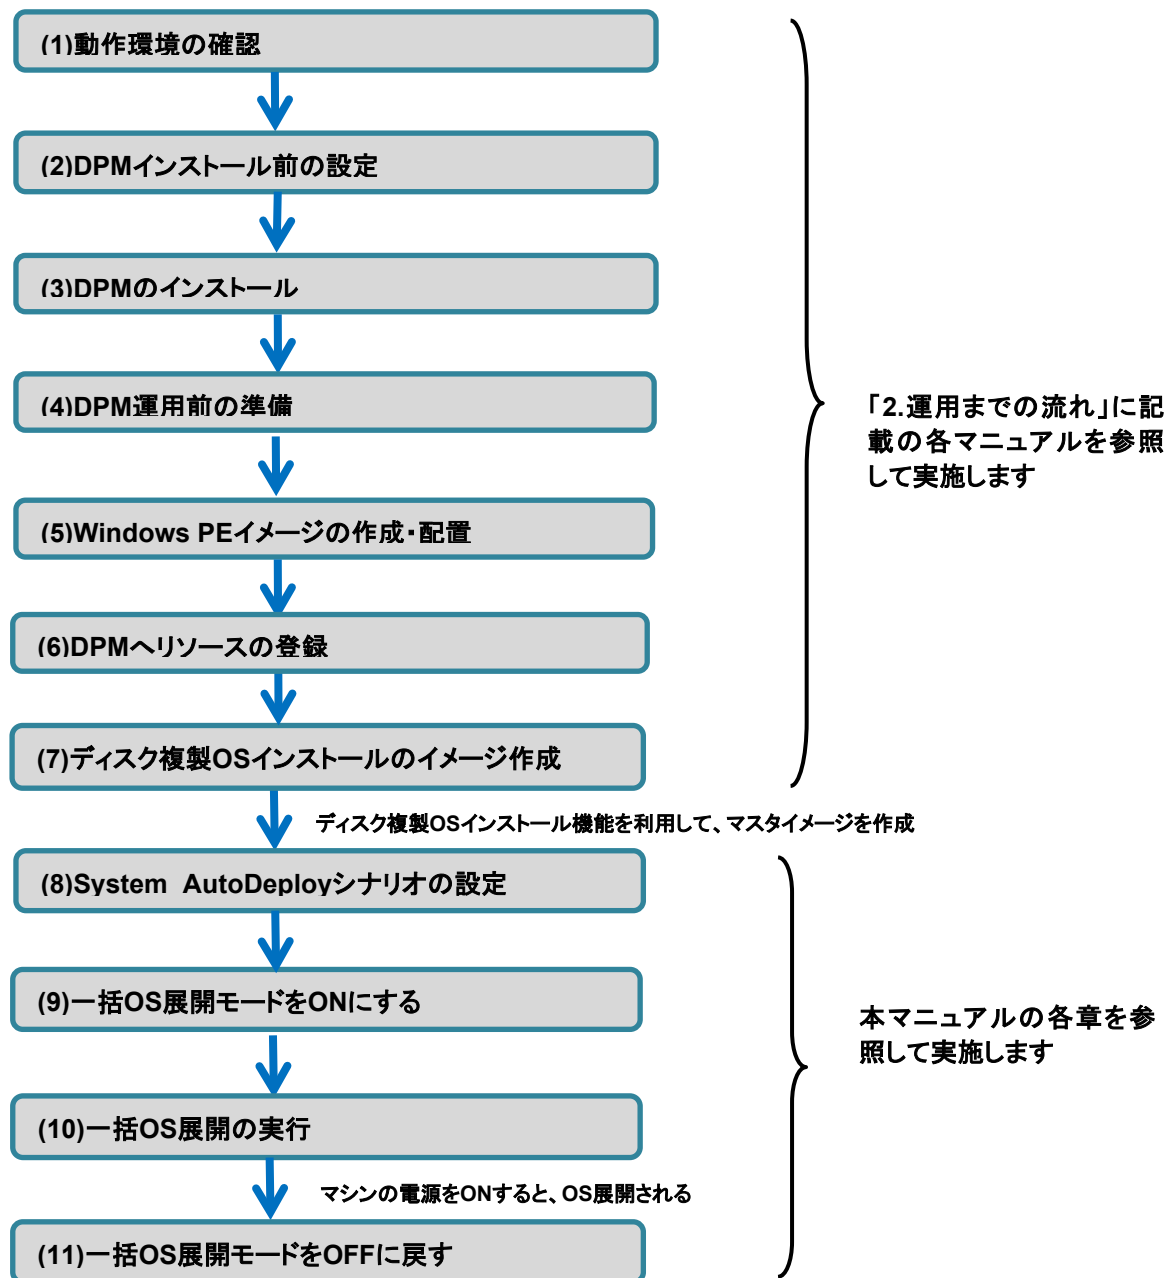 (1)動作環境の確認
(2)DPMインストール前の設定
(3)DPMのインストール
(4)DPM運用前の準備
「2.運用までの流れ」に記
載の各マニュアルを参照
して実施します
(5)Windows PEイメージの作成・配置
(6)DPMへリソースの登録
(7)ディスク複製OSインストールのイメージ作成
ディスク複製OSインストール機能を利用して、マスタイメージを作成
(8)System AutoDeployシナリオの設定
(9)一括OS展開モードをONにする
本マニュアルの各章を参
照して実施します
(10)一括OS展開の実行
マシンの電源をONすると、OS展開される
(11)一括OS展開モードをOFFに戻す